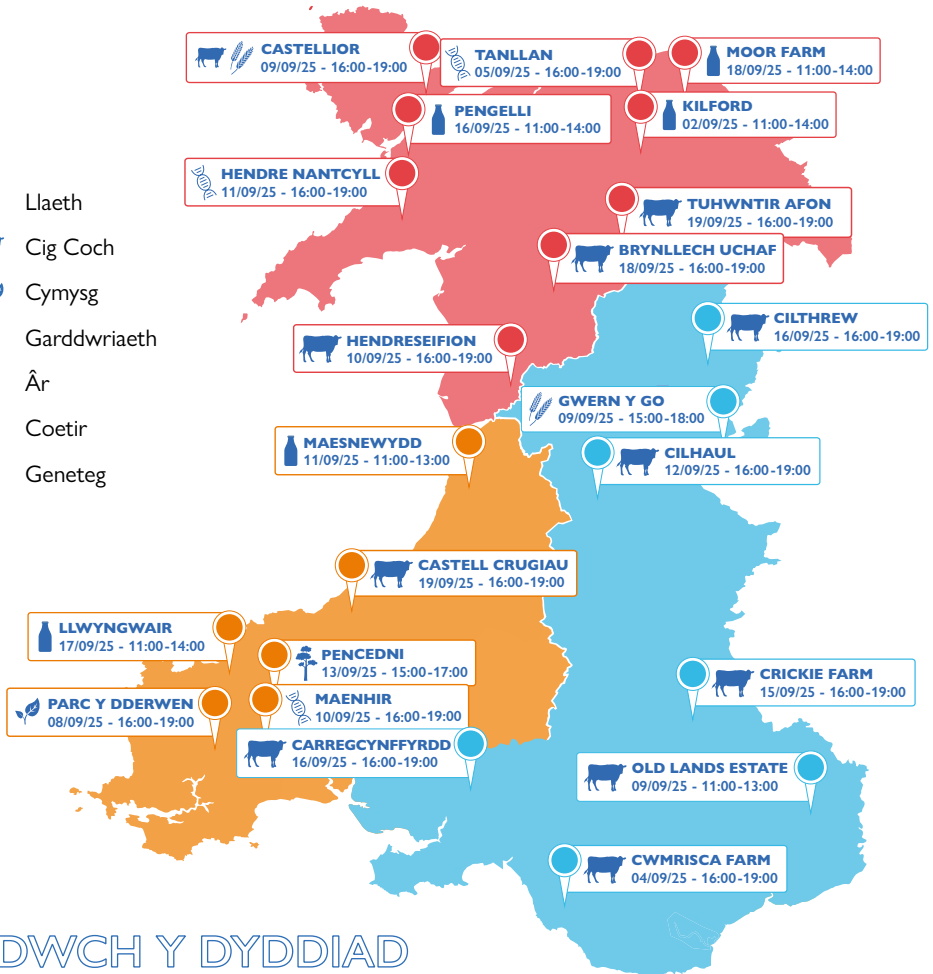 CASTELLIOR
09/09/25 - 16:00-19:00
TANLLAN
05/09/25 - 16:00-19:00
MOOR FARM
18/09/25 - 11:00-14:00
PENGELLI
16/09/25 - 11:00-14:00
KILFORD
02/09/25 - 11:00-14:00
HENDRE NANTCYLL
11/09/25 - 16:00-19:00
TUHWNTIR AFON
19/09/25 - 16:00-19:00
BRYNLLECH UCHAF
18/09/25 - 16:00-19:00
Llaeth
Cig Coch
Cymysg
Garddwriaeth
Âr
Coetir
Geneteg
CILTHREW
16/09/25 - 16:00-19:00
HENDRESEIFION
10/09/25 - 16:00-19:00
GWERN Y GO
09/09/25 - 15:00-18:00
MAESNEWYDD
11/09/25 - 11:00-13:00
CILHAUL
12/09/25 - 16:00-19:00
CASTELL CRUGIAU
19/09/25 - 16:00-19:00
LLWYNGWAIR
17/09/25 - 11:00-14:00
PENCEDNI
13/09/25 - 15:00-17:00
CRICKIE FARM
15/09/25 - 16:00-19:00
PARC Y DDERWEN
08/09/25 - 16:00-19:00
MAENHIR
10/09/25 - 16:00-19:00
CARREGCYNFFYRDD
16/09/25 - 16:00-19:00
OLD LANDS ESTATE
09/09/25 - 11:00-13:00
CWMRISCA FARM
04/09/25 - 16:00-19:00
DWCH Y DYDDIAD